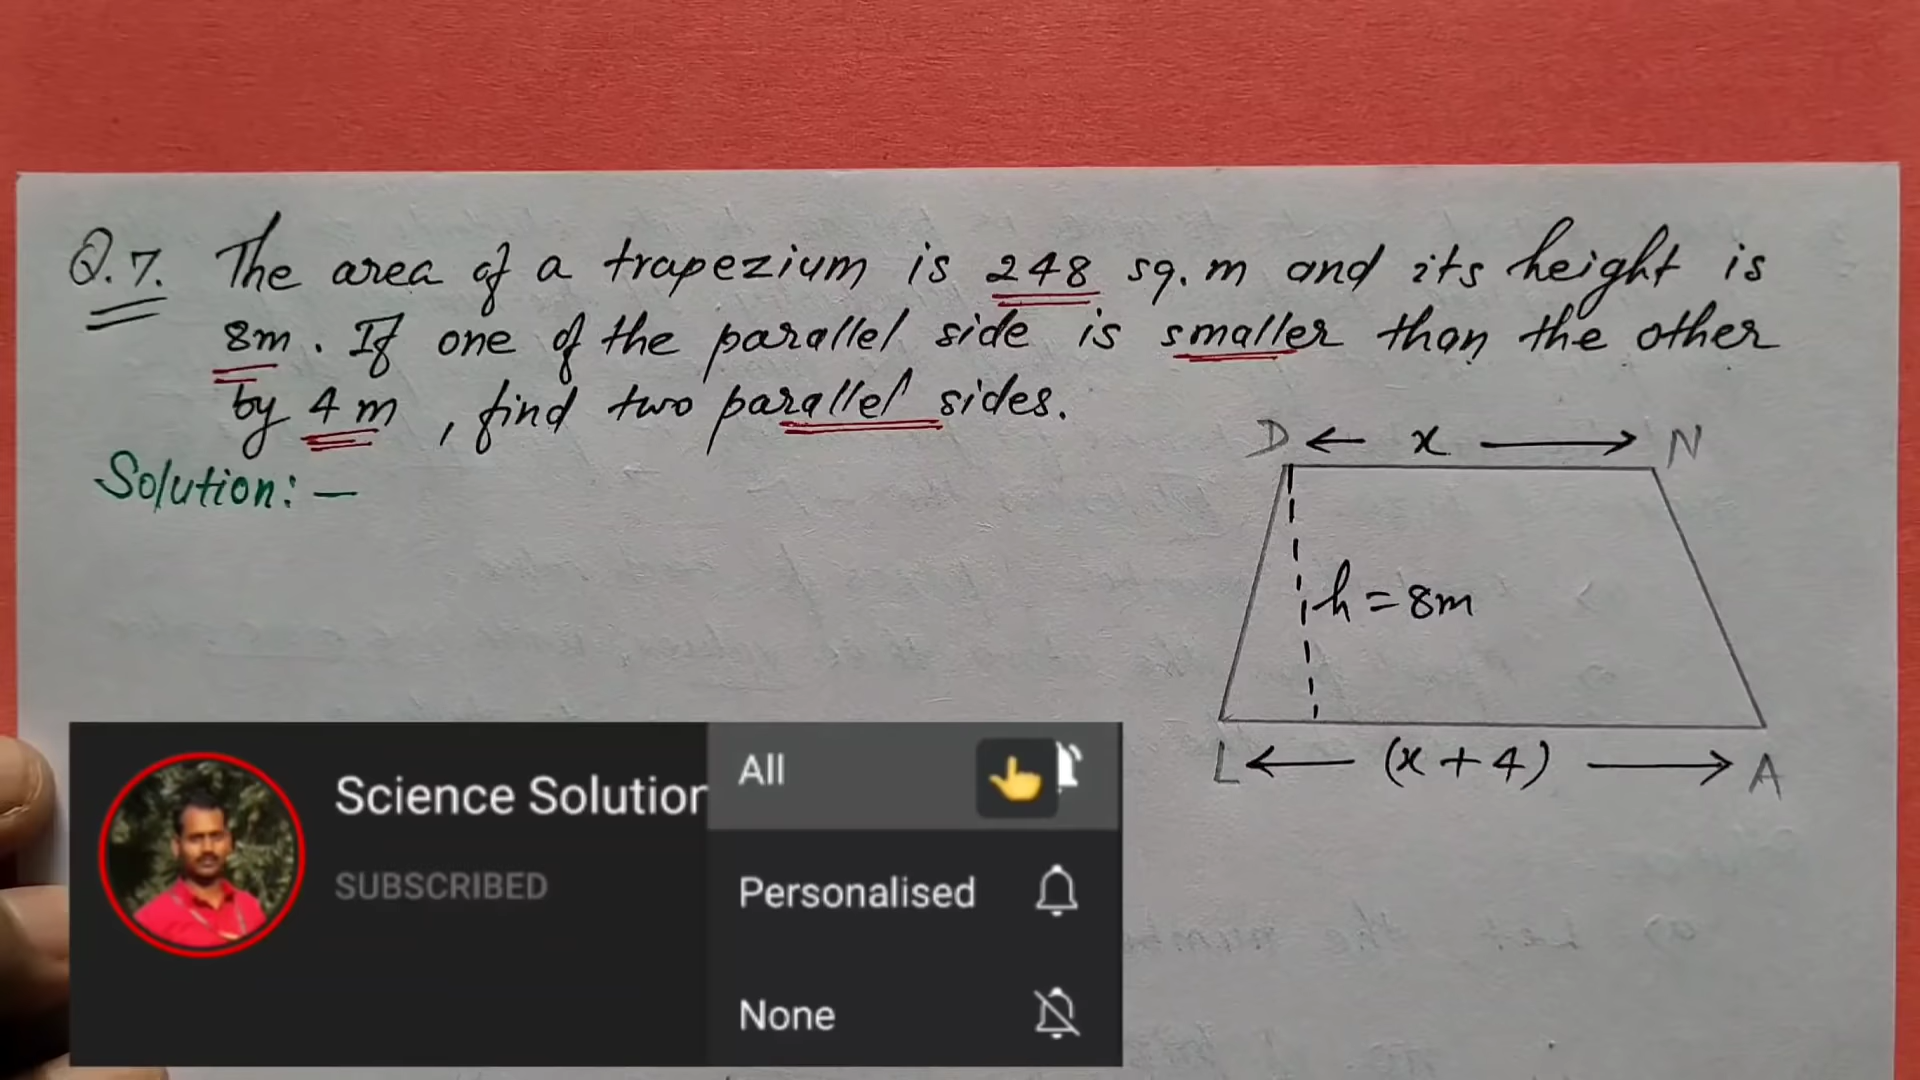 Q.7. The area of a trapezium is 248 sq. m and its height is
8m. If one of the parallel side is smaller than the other
by 4 m, find two parallel sides.
Solution: —
D ← x → N
h = 8m
L ← (x + 4) → A
Science Solution
SUBSCRIBED
All
Personalised
None